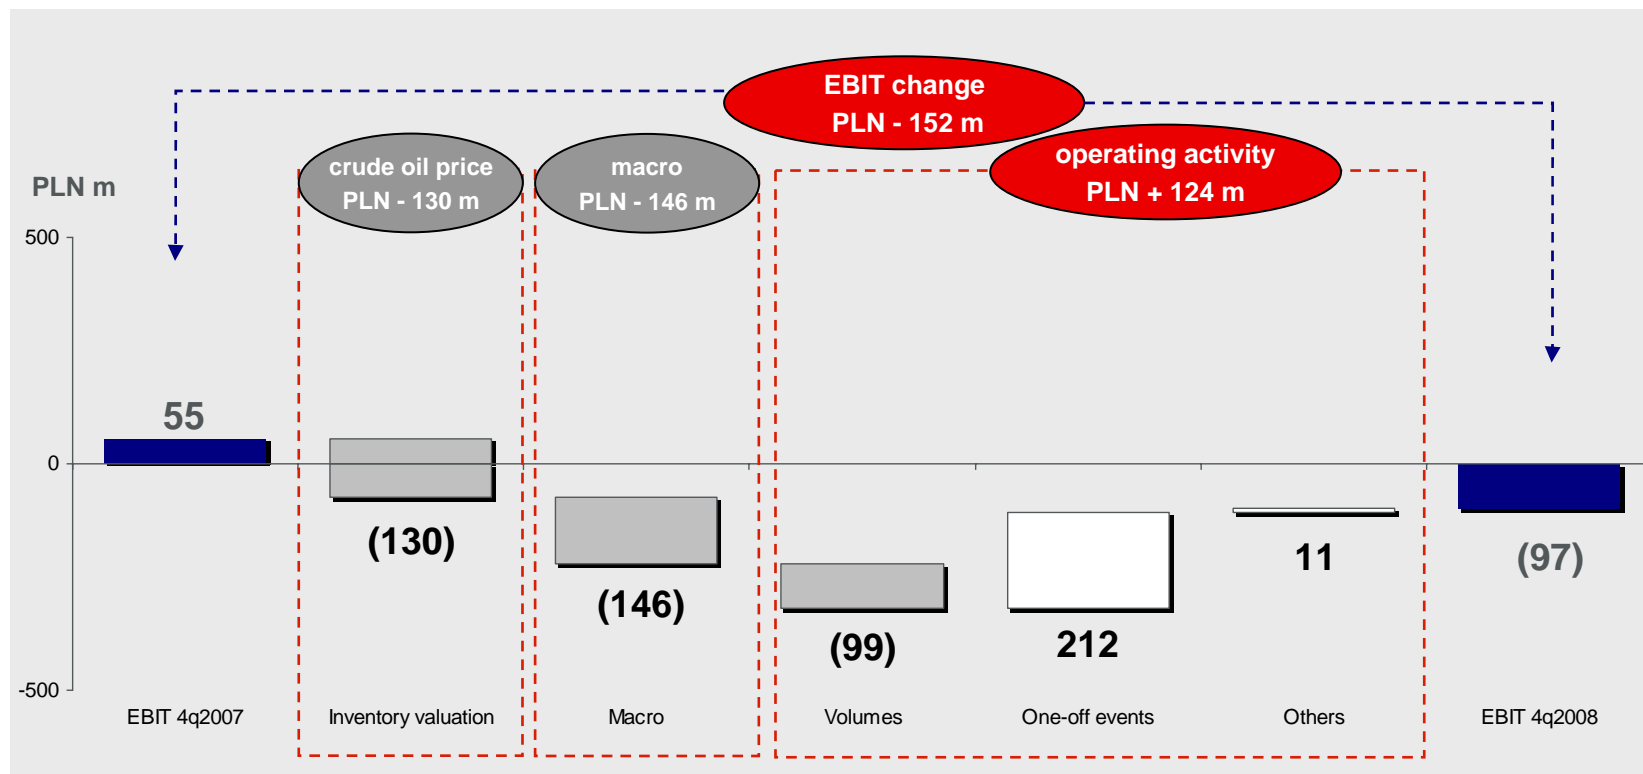 EBIT change
PLN - 152 m
crude oil price
PLN - 130 m
macro
PLN - 146 m
operating activity
PLN + 124 m
PLN m
500
0
-500
55
(130)
(146)
(99)
212
11
(97)
EBIT 4q2007
Inventory valuation
Macro
Volumes
One-off events
Others
EBIT 4q2008